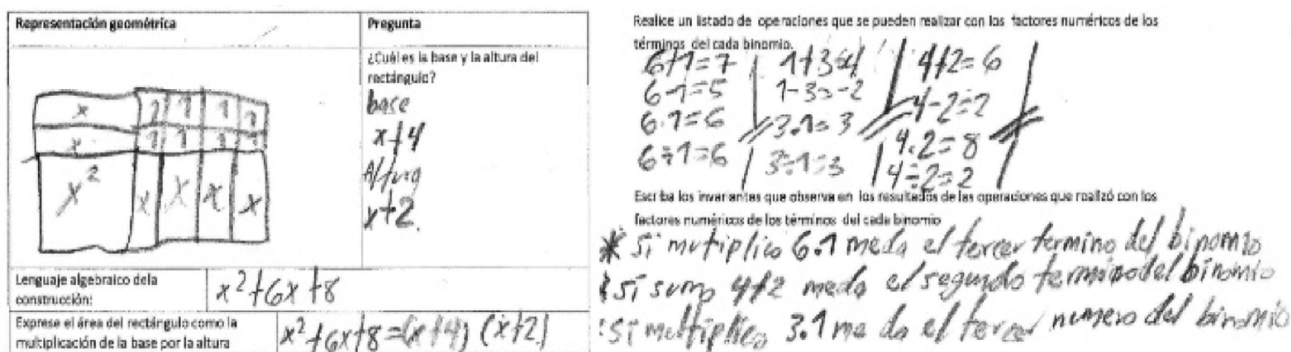 Representación geométrica
Pregunta
¿Cuál es la base y la altura del
rectángulo?
base
x+4
Altura
x+2.
x 1 1 1 1
x 1 1 1 1
x² x x x x
Lenguaje algebraico dela
construcción:
x²+6x+8
Exprese el área del rectángulo como la
multiplicación de la base por la altura
x²+6x+8=(x+4) (x+2)
Realice un listado de operaciones que se pueden realizar con los factores numéricos de los
términos del cada binomio.
6+1=7 1+3=4 4+2=6
6-1=5 1-3=-2 4-2=2
6.1=6 3.1=3 4.2=8
6÷1=6 3÷1=3 4÷2=2
Escriba los invariantes que observa en los resultados de las operaciones que realizó con los
factores numéricos de los términos del cada binomio
* si mutiplico 6.1 me da el tercer termino del binomio
* si sumo 4+2 me da el segundo termino del binomio
si multiplico 3.1 me da el tercer numero del binomio